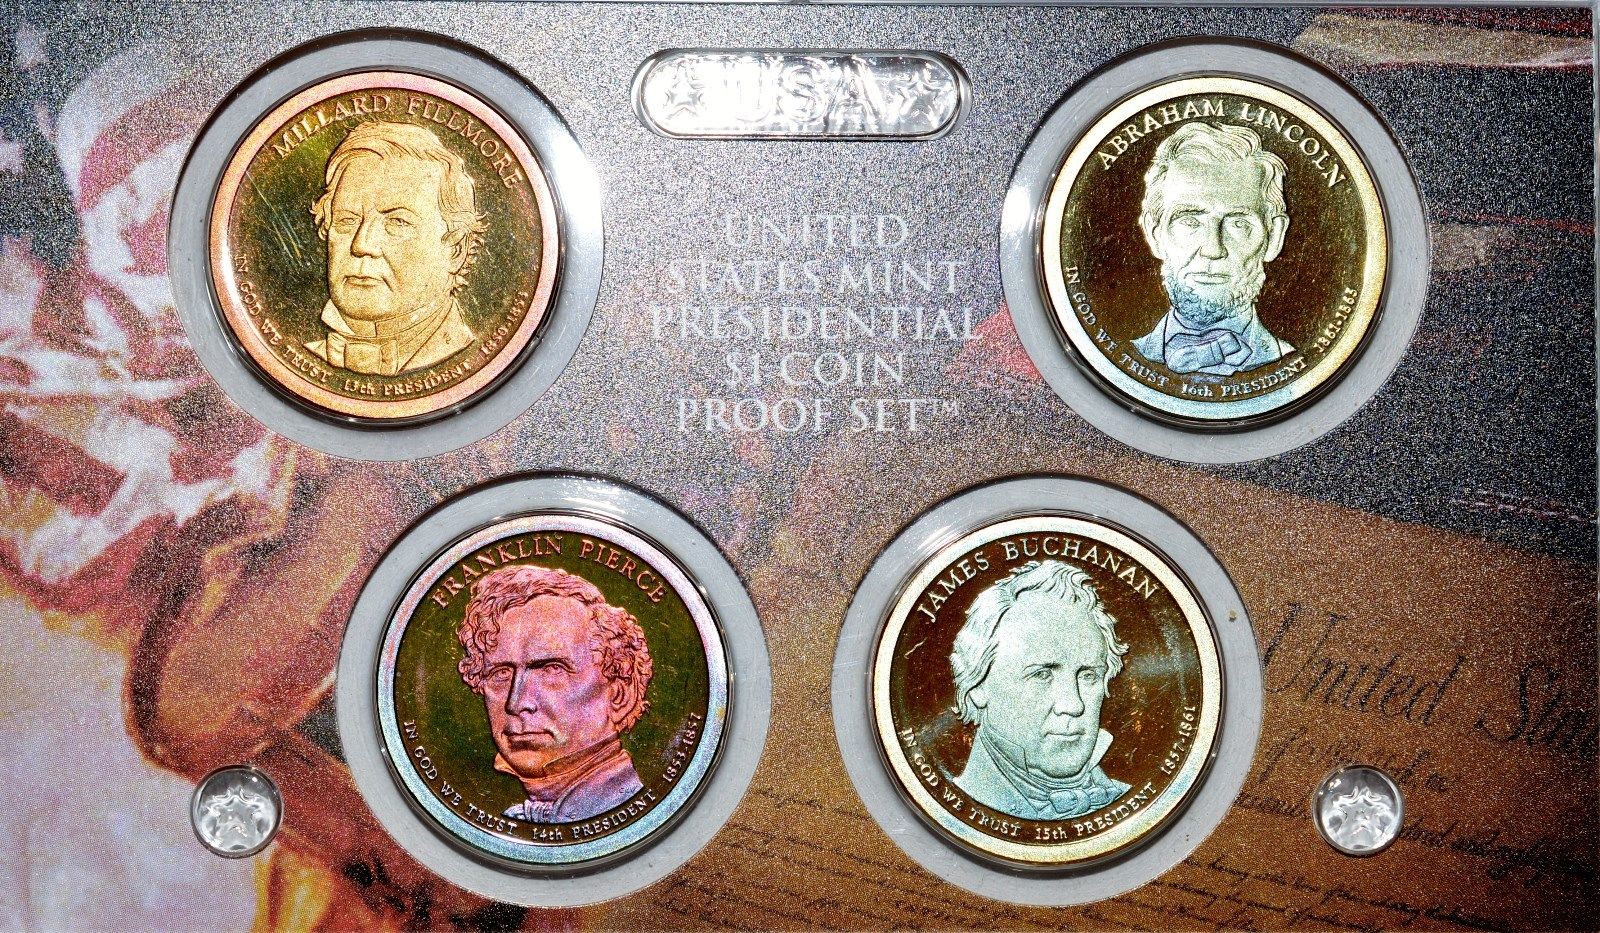 MILLARD FILLMORE
IN GOD WE TRUST 13th PRESIDENT 1850-1853
USA
UNITED
STATES MINT
PRESIDENTIAL
$1 COIN
PROOF SET™
ABRAHAM LINCOLN
IN GOD WE TRUST 16th PRESIDENT 1861-1865
FRANKLIN PIERCE
IN GOD WE TRUST 14th PRESIDENT 1853-1857
JAMES BUCHANAN
IN GOD WE TRUST 15th PRESIDENT 1857-1861
United